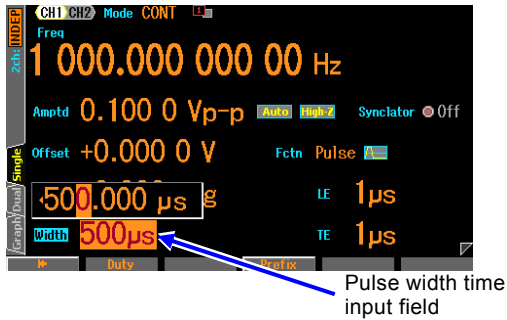 INDEP
2ch:
CH1 CH2 Mode CONT 1
Freq
1 000.000 000 00 Hz
Amptd 0.100 0 Vp-p Auto High-Z Synclator Off
Offset +0.000 0 V Fctn Pulse
Single
Dual
Graph
500.000 µs g
LE 1µs
Width 500µs TE 1µs
Duty Prefix
Pulse width time
input field